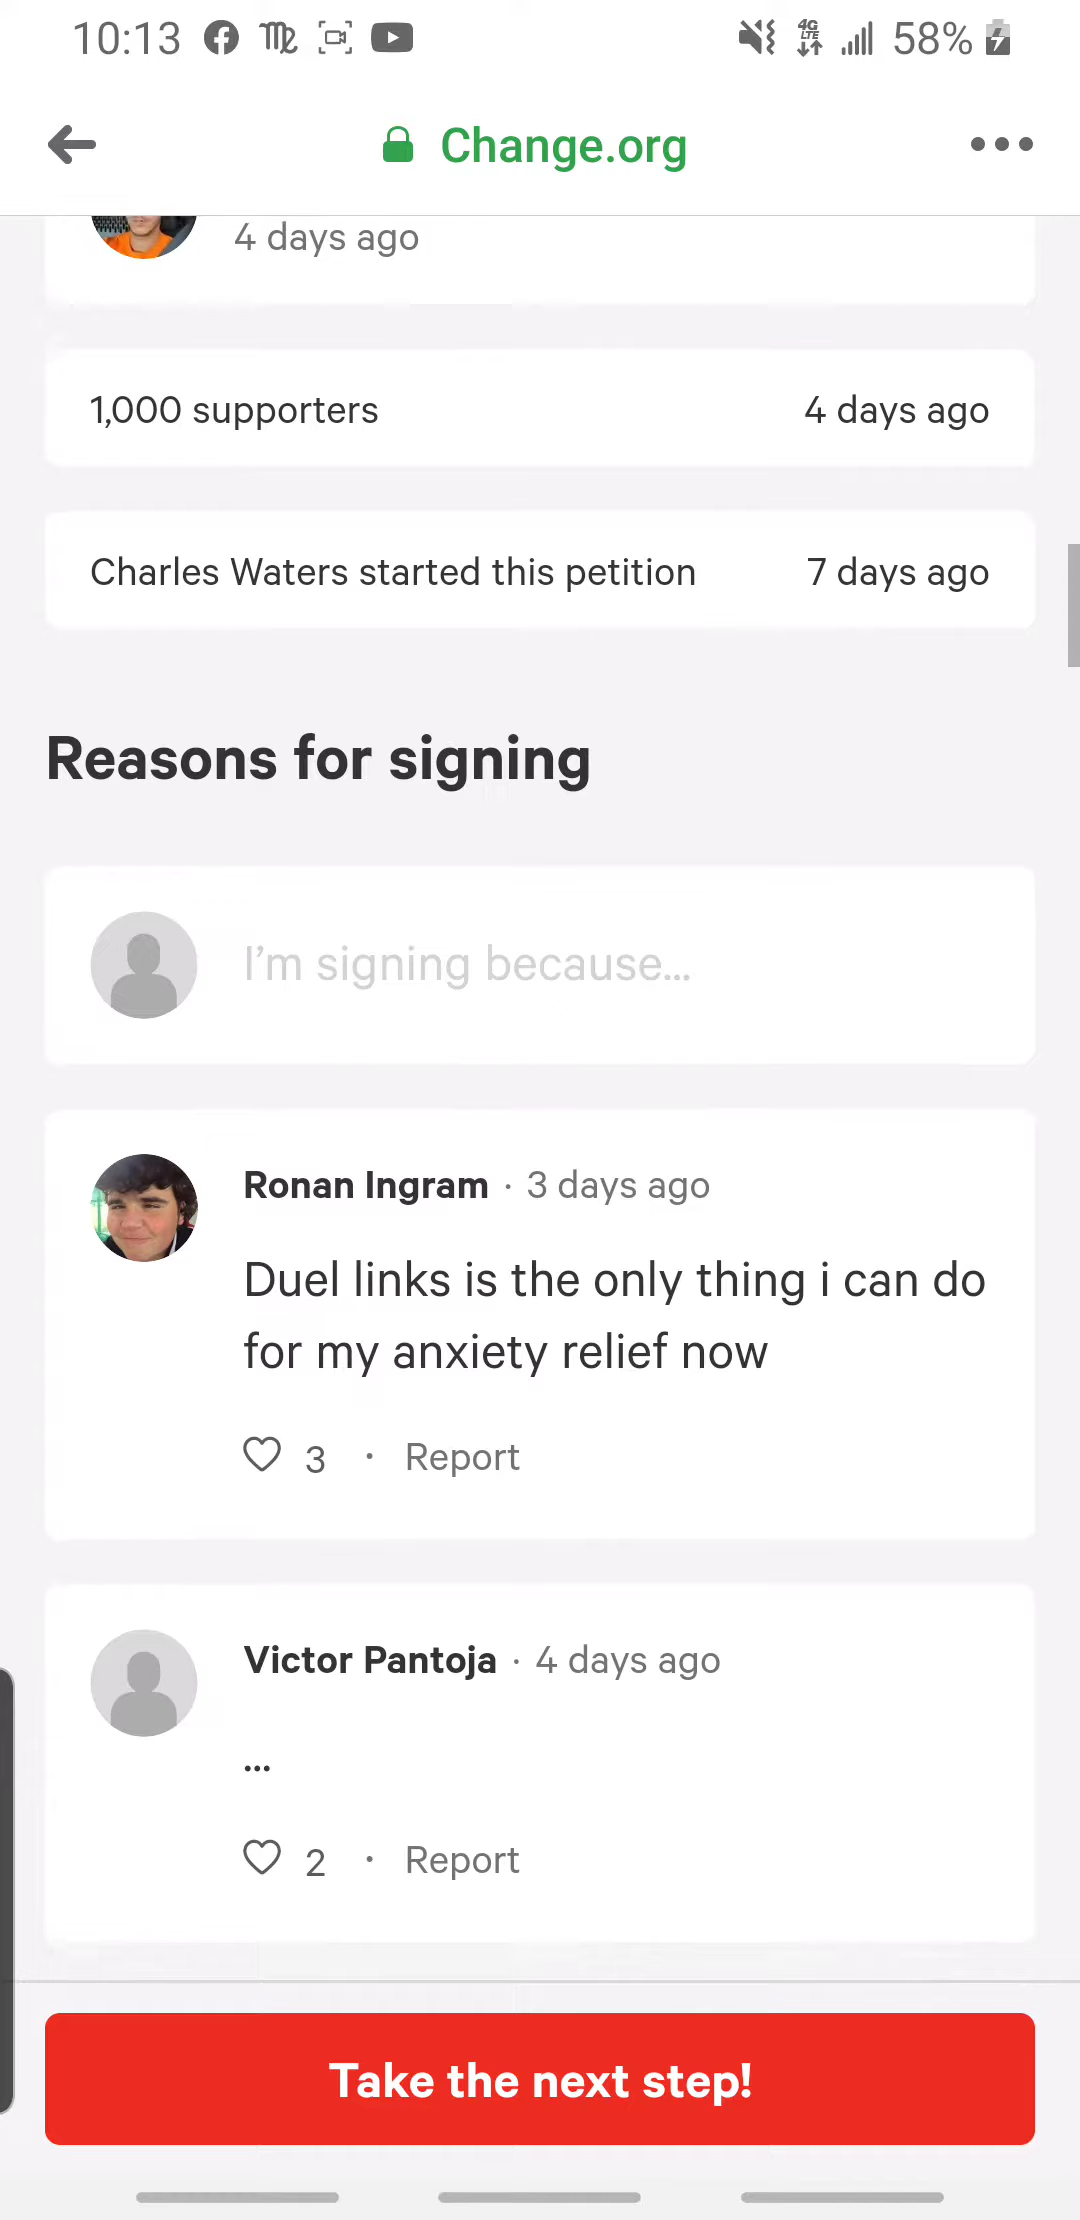 10:13
4G
LTE
58%
Change.org
4 days ago
1,000 supporters 4 days ago
Charles Waters started this petition 7 days ago
Reasons for signing
I'm signing because...
Ronan Ingram · 3 days ago
Duel links is the only thing i can do
for my anxiety relief now
3 · Report
Victor Pantoja · 4 days ago
...
2 · Report
Take the next step!